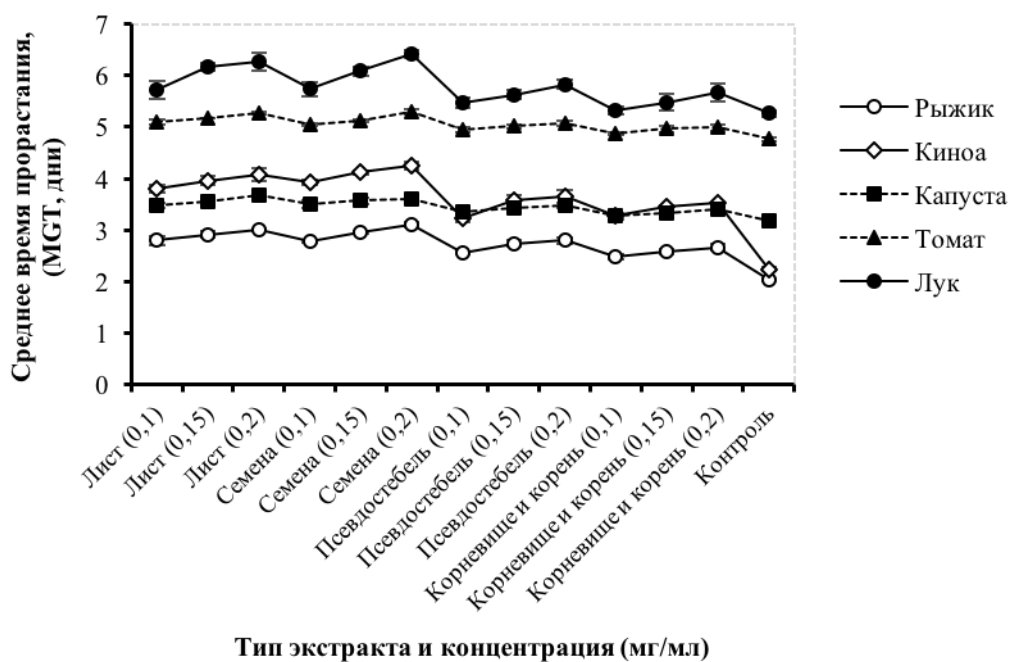 Среднее время прорастания,
(MGT, дни)
7
6
5
4
3
2
1
0
Лист (0,1)
Лист (0,15)
Лист (0,2)
Семена (0,1)
Семена (0,15)
Семена (0,2)
Псевдостебель (0,1)
Псевдостебель (0,15)
Псевдостебель (0,2)
Корневище и корень (0,1)
Корневище и корень (0,15)
Корневище и корень (0,2)
Контроль
Тип экстракта и концентрация (мг/мл)
Рыжик
Киноа
Капуста
Томат
Лук